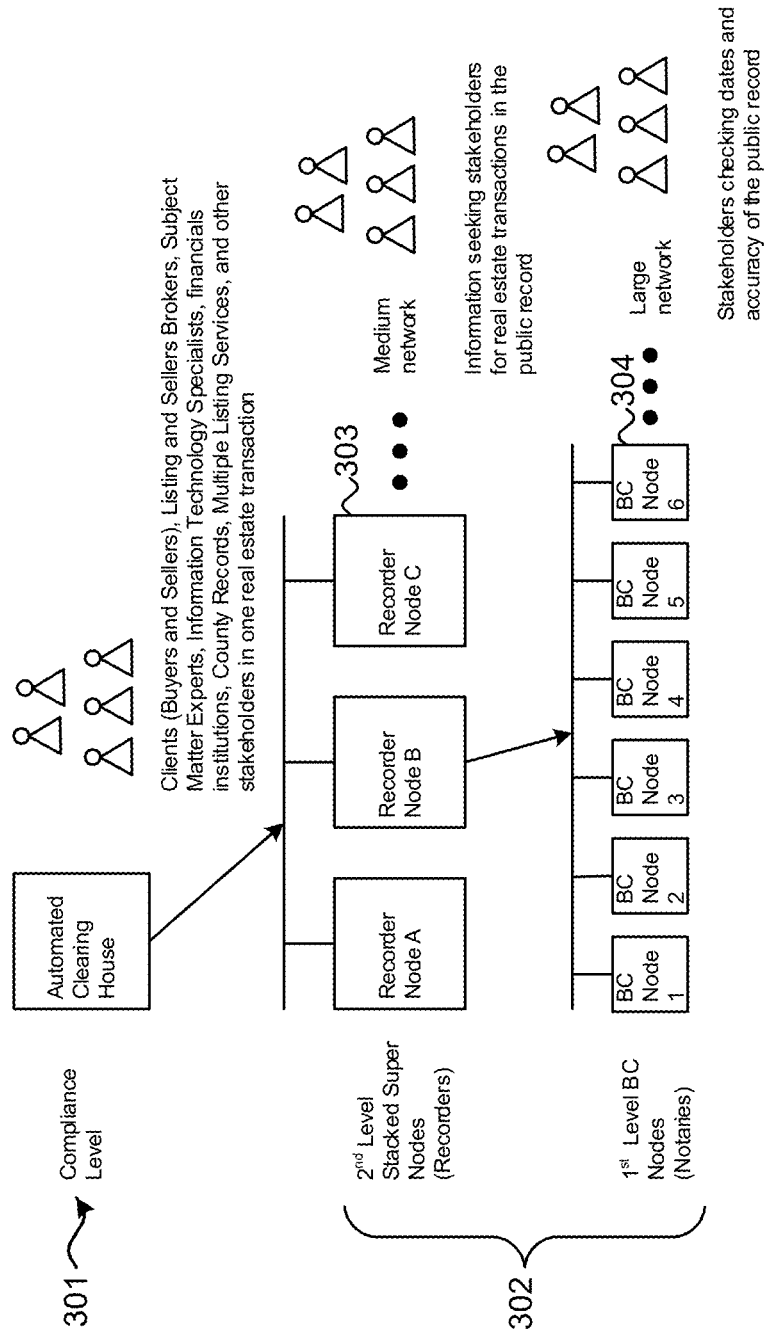 301
Compliance
Level
Automated
Clearing
House
Clients (Buyers and Sellers), Listing and Sellers Brokers, Subject
Matter Experts, Information Technology Specialists, financials
institutions, County Records, Multiple Listing Services, and other
stakeholders in one real estate transaction
302
2nd Level
Stacked Super
Nodes
(Recorders)
Recorder
Node A
Recorder
Node B
Recorder
Node C
303
Medium
network
Information seeking stakeholders
for real estate transactions in the
public record
1st Level BC
Nodes
(Notaries)
BC
Node
1
BC
Node
2
BC
Node
3
BC
Node
4
BC
Node
5
BC
Node
6
304
Large
network
Stakeholders checking dates and
accuracy of the public record